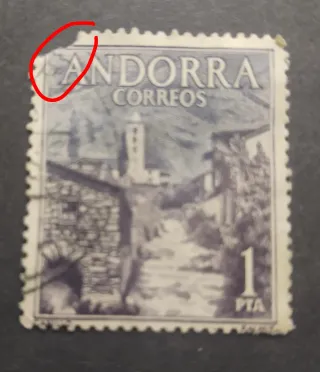 ANDORRA
CORREOS
1
PTA